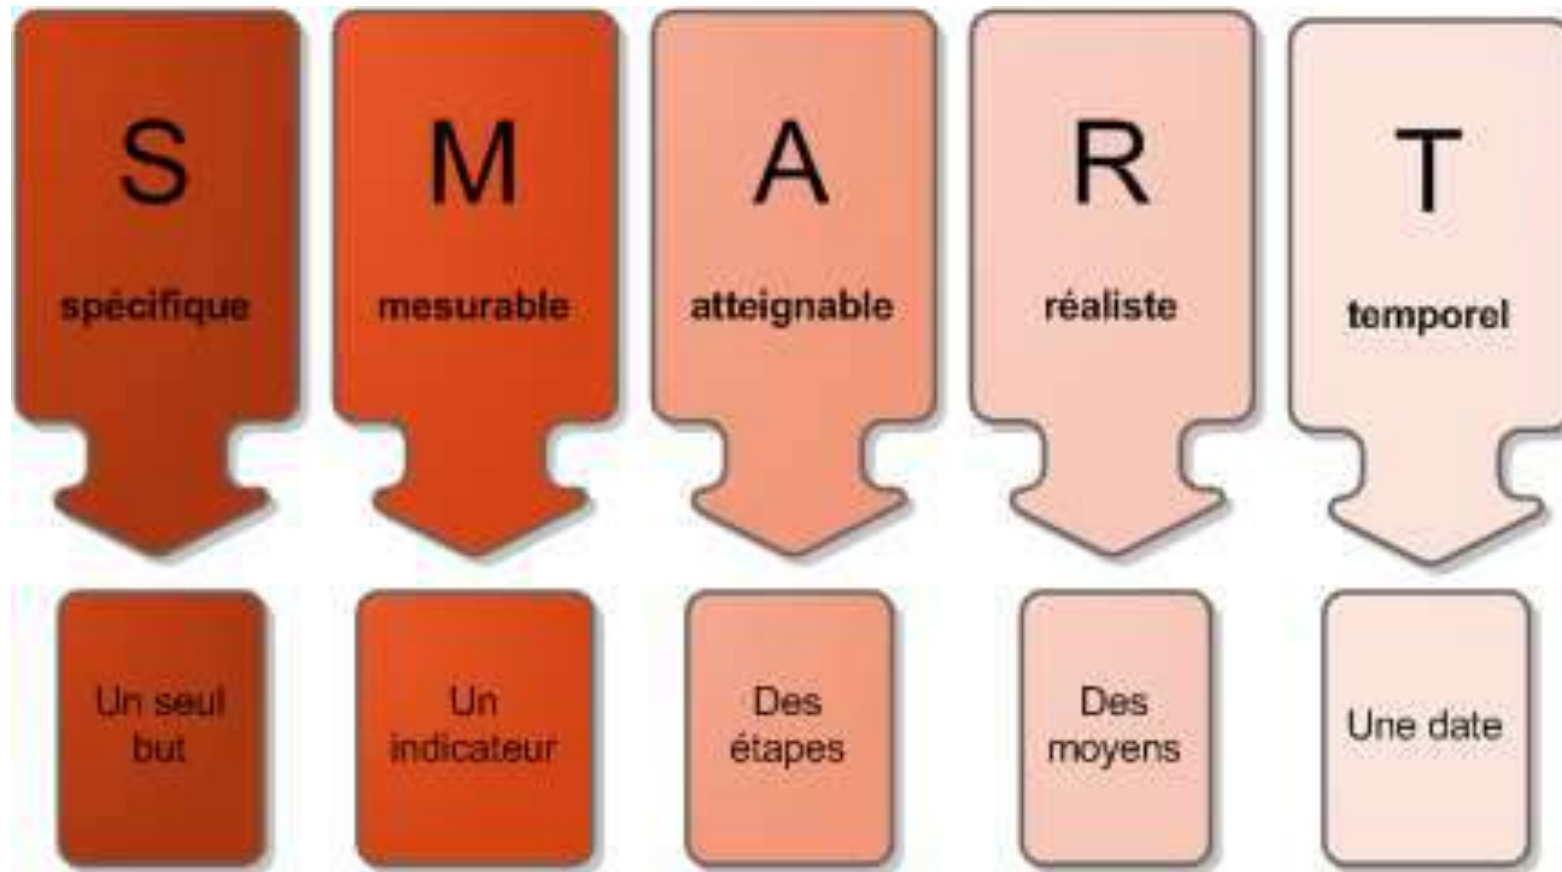 S
spécifique
Un seul
but
M
mesurable
Un
indicateur
A
atteignable
Des
étapes
R
réaliste
Des
moyens
T
temporel
Une date